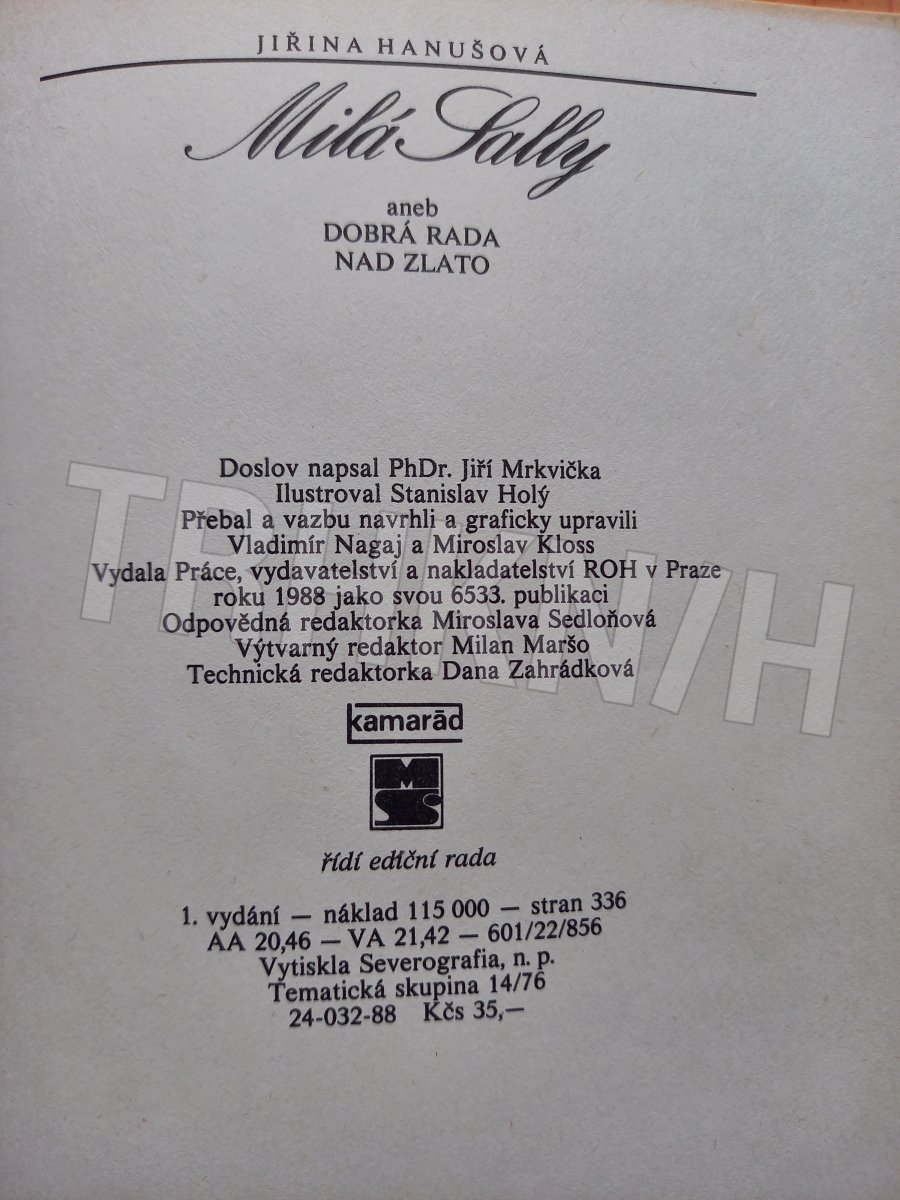 JIŘINA HANUŠOVÁ
Milá Sally
aneb
DOBRÁ RADA
NAD ZLATO
Doslov napsal PhDr. Jiří Mrkvička
Ilustroval Stanislav Holý
Přebal a vazbu navrhli a graficky upravili
Vladimír Nagaj a Miroslav Kloss
Vydala Práce, vydavatelství a nakladatelství ROH v Praze
roku 1988 jako svou 6533. publikaci
Odpovědná redaktorka Miroslava Sedloňová
Výtvarný redaktor Milan Maršo
Technická redaktorka Dana Zahrádková
kamarád
MS
řídí ediční rada
1. vydání — náklad 115 000 — stran 336
AA 20,46 — VA 21,42 — 601/22/856
Vytiskla Severografia, n. p.
Tematická skupina 14/76
24-032-88 Kčs 35,—